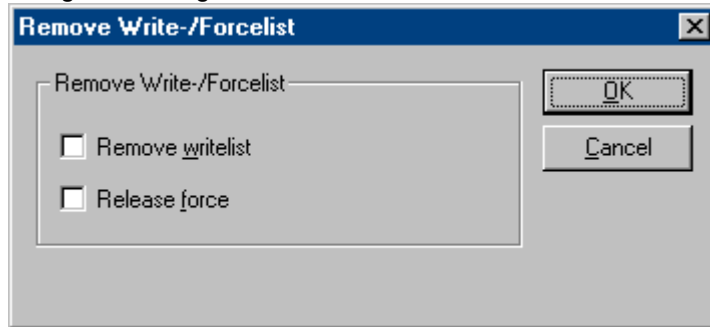 Remove Write-/Forcelist
Remove Write-/Forcelist
OK
Remove writelist
Cancel
Release force